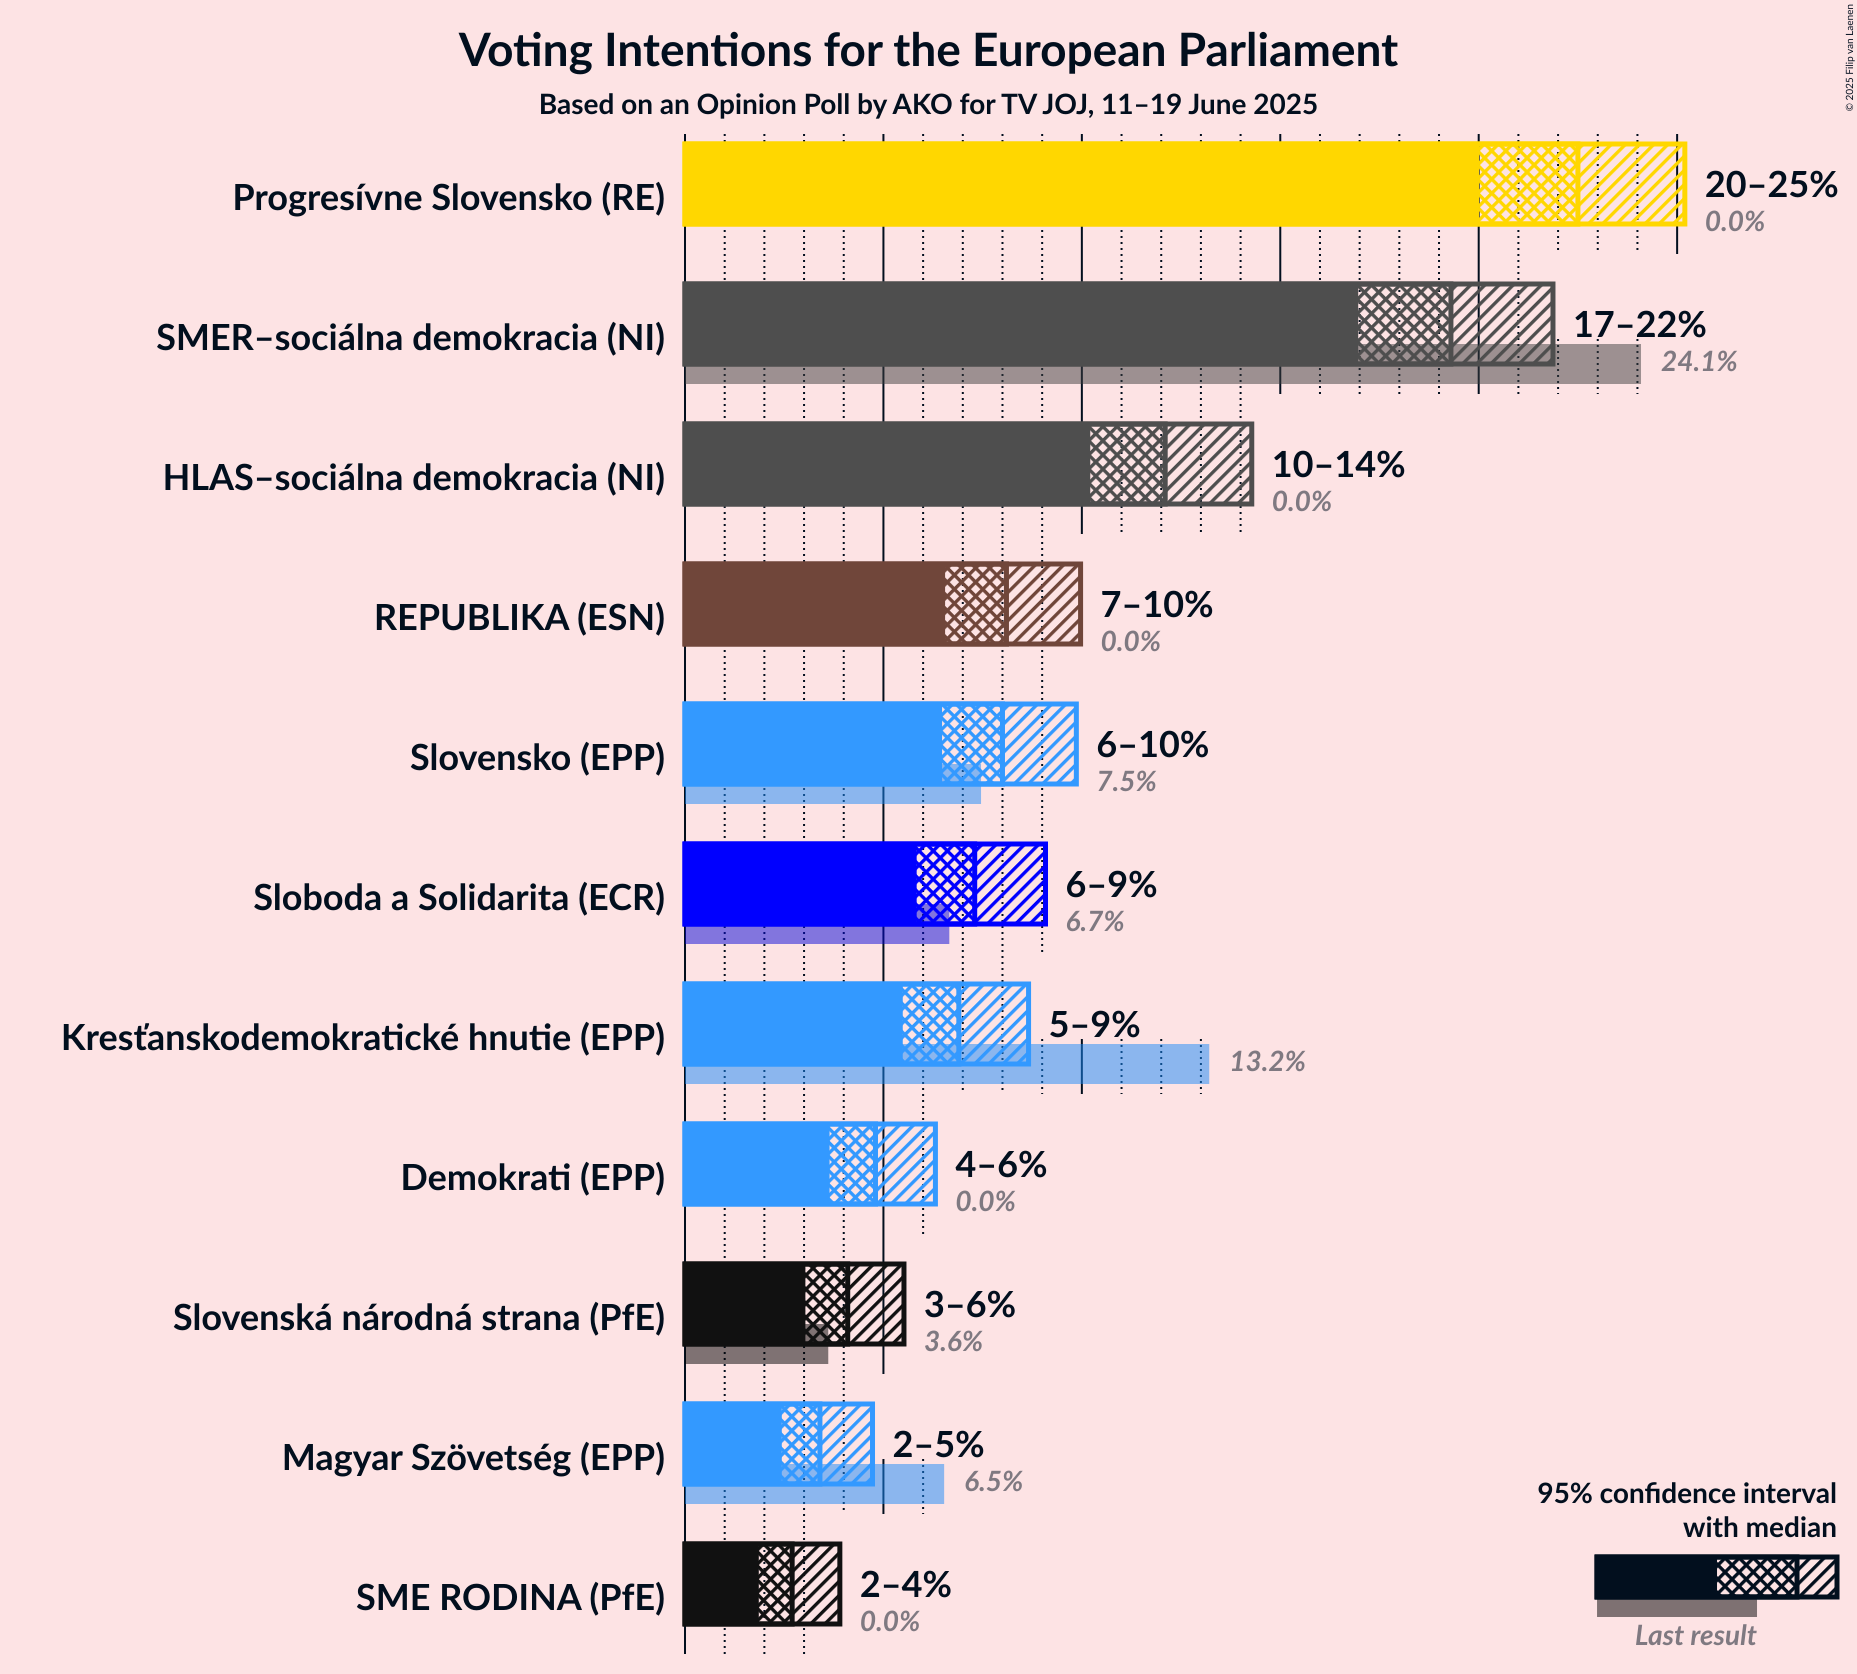 © 2025 Filip van Laenen
Voting Intentions for the European Parliament
Based on an Opinion Poll by AKO for TV JOJ, 11–19 June 2025
Progresívne Slovensko (RE)
20–25%
0.0%
SMER–sociálna demokracia (NI)
17–22%
24.1%
HLAS–sociálna demokracia (NI)
10–14%
0.0%
REPUBLIKA (ESN)
7–10%
0.0%
Slovensko (EPP)
6–10%
7.5%
Sloboda a Solidarita (ECR)
6–9%
6.7%
Kresťanskodemokratické hnutie (EPP)
5–9%
13.2%
Demokrati (EPP)
4–6%
0.0%
Slovenská národná strana (PfE)
3–6%
3.6%
Magyar Szövetség (EPP)
2–5%
6.5%
SME RODINA (PfE)
2–4%
0.0%
95% confidence interval
with median
Last result